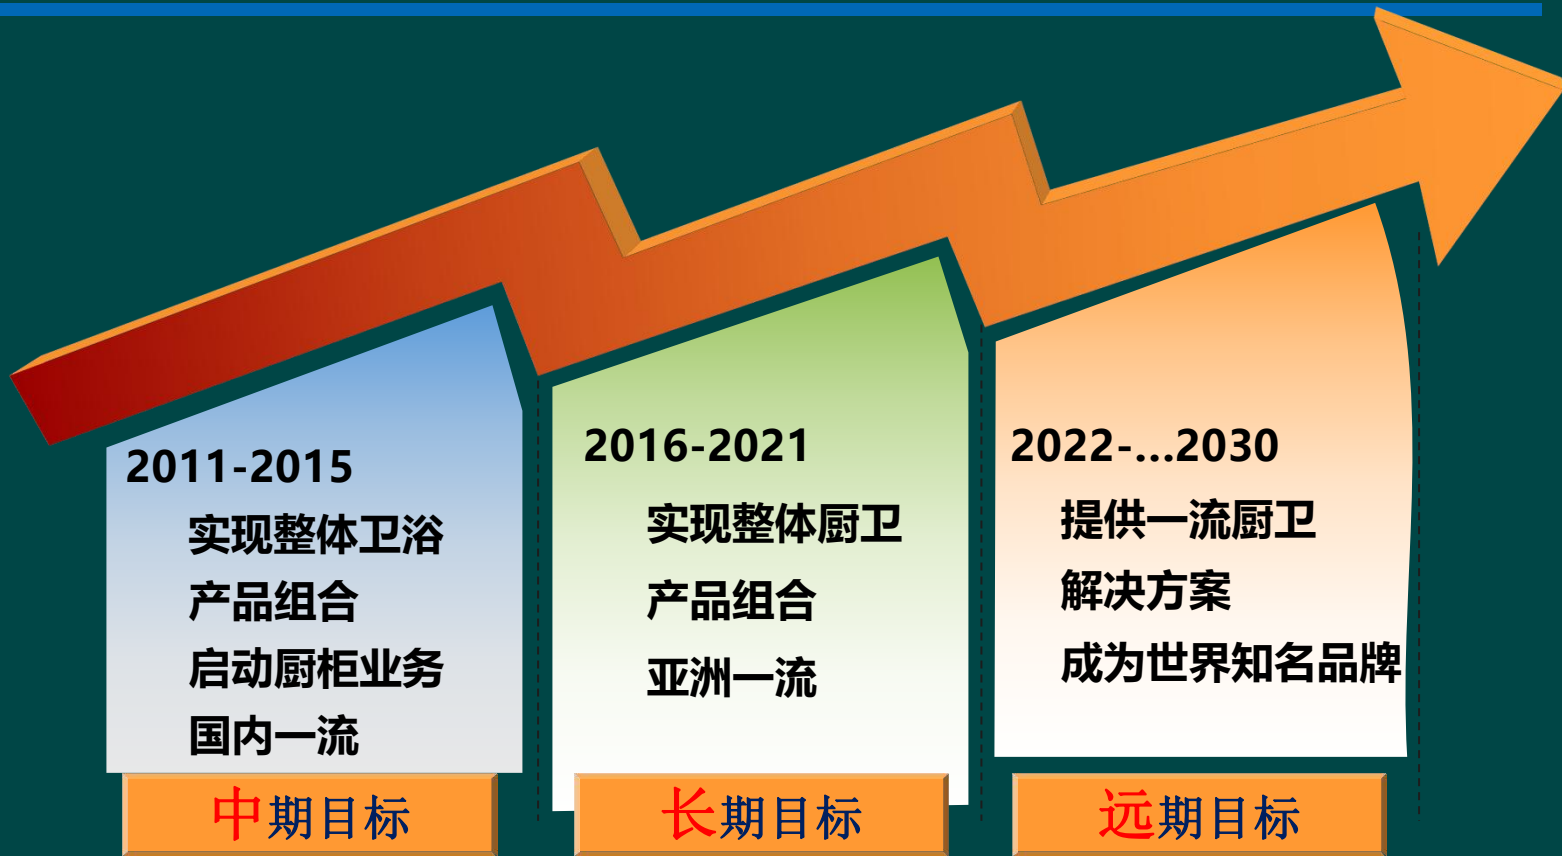 2011-2015
实现整体卫浴
产品组合
启动厨柜业务
国内一流
中期目标
2016-2021
实现整体厨卫
产品组合
亚洲一流
长期目标
2022-...2030
提供一流厨卫
解决方案
成为世界知名品牌
远期目标